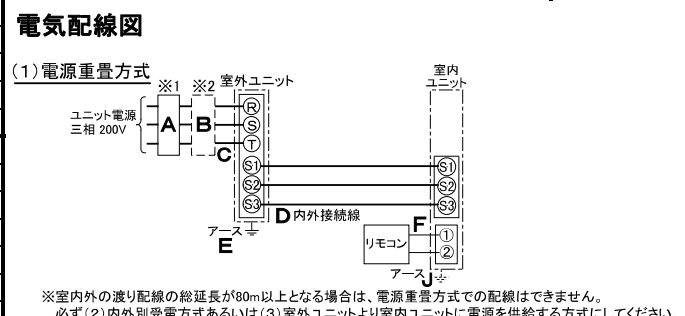 電気配線図
(1)電源重畳方式
※1 ※2 室外ユニット
室内
ユニット
ユニット電源
三相 200V
A B
C
R
S
T
S1 S1
S2 S2
S3 S3
D 内外接続線
アース
E
F
リモコン
①
②
アース J
※室内外の渡り配線の総延長が80m以上となる場合は、電源重畳方式での配線はできません。
必ず(2)内外別受電方式あるいは(3)室外ユニットより室内ユニットに電源を供給する方式にしてください。